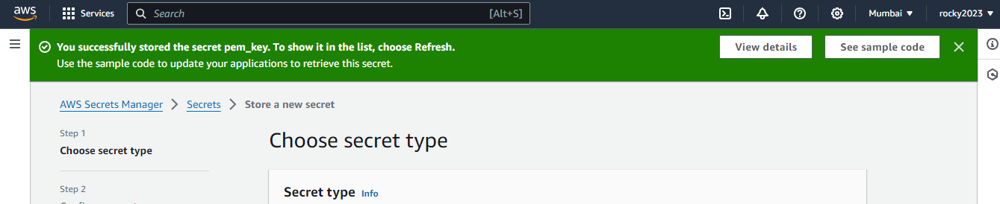 aws
Services
Search
[Alt+S]
Mumbai
rocky2023
You successfully stored the secret pem_key. To show it in the list, choose Refresh.
Use the sample code to update your applications to retrieve this secret.
View details
See sample code
AWS Secrets Manager
Secrets
Store a new secret
Step 1
Choose secret type
Step 2
Choose secret type
Secret type Info